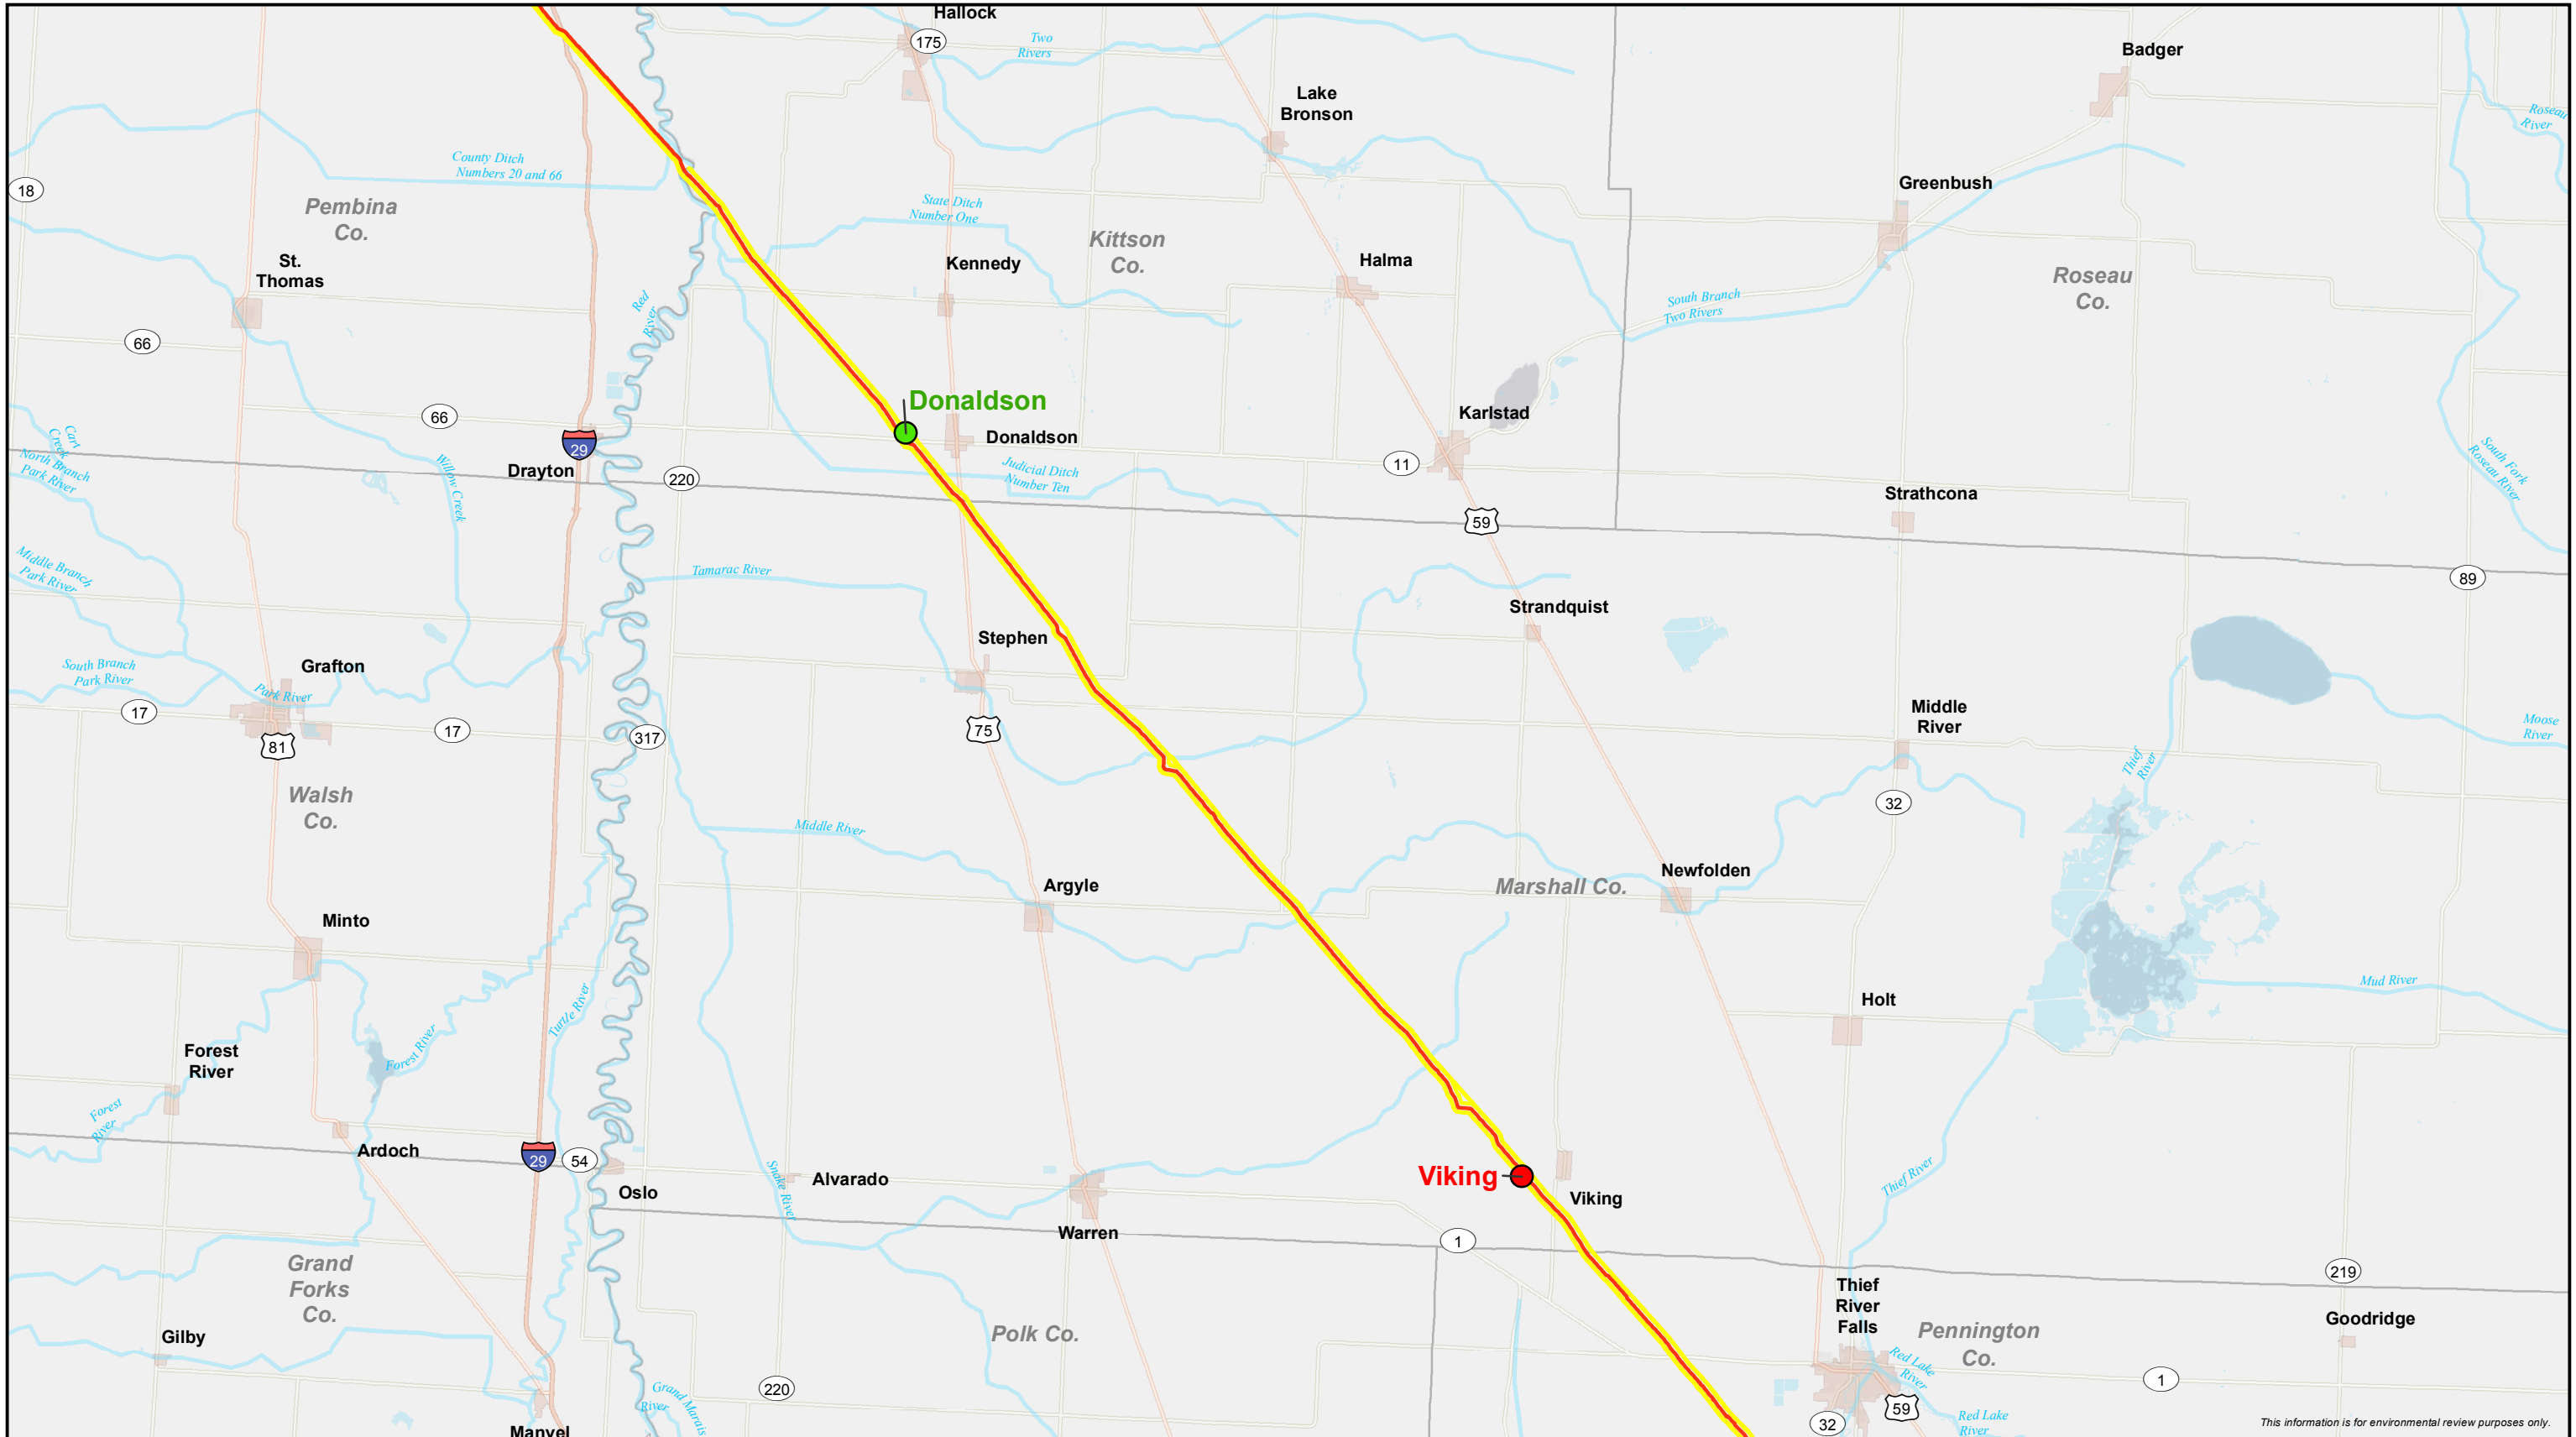 Hallock
175
Two
Rivers
Badger
Lake
Bronson
Roseau
River
County Ditch
Numbers 20 and 66
18
Pembina
Co.
Greenbush
State Ditch
Number One
Kittson
Co.
St.
Thomas
Kennedy
Halma
Roseau
Co.
Red
River
South Branch
Two Rivers
66
Donaldson
66
Karlstad
Cart
Creek
29
Donaldson
North Branch
Park River
Drayton
Willow Creek
220
Judicial Ditch
Number Ten
11
South Fork
Roseau River
Strathcona
59
Middle Branch
Park River
Tamarac River
89
Strandquist
Stephen
South Branch
Park River
Grafton
Park River
17
17
81
317
75
Middle
River
Moose
River
Thief
River
Walsh
Co.
32
Middle River
Argyle
Marshall Co.
Newfolden
Minto
Mud River
Holt
Turtle River
Forest
River
Forest River
Forest
River
Ardoch
29
54
Oslo
Snake River
Alvarado
Viking
Viking
Thief River
Warren
1
Grand
Forks
Co.
219
Thief
River
Falls
Goodridge
Gilby
Polk Co.
Pennington
Co.
Red Lake
River
220
1
Grand Marais
River
59
32
Red Lake
River
Manvel
This information is for environmental review purposes only.